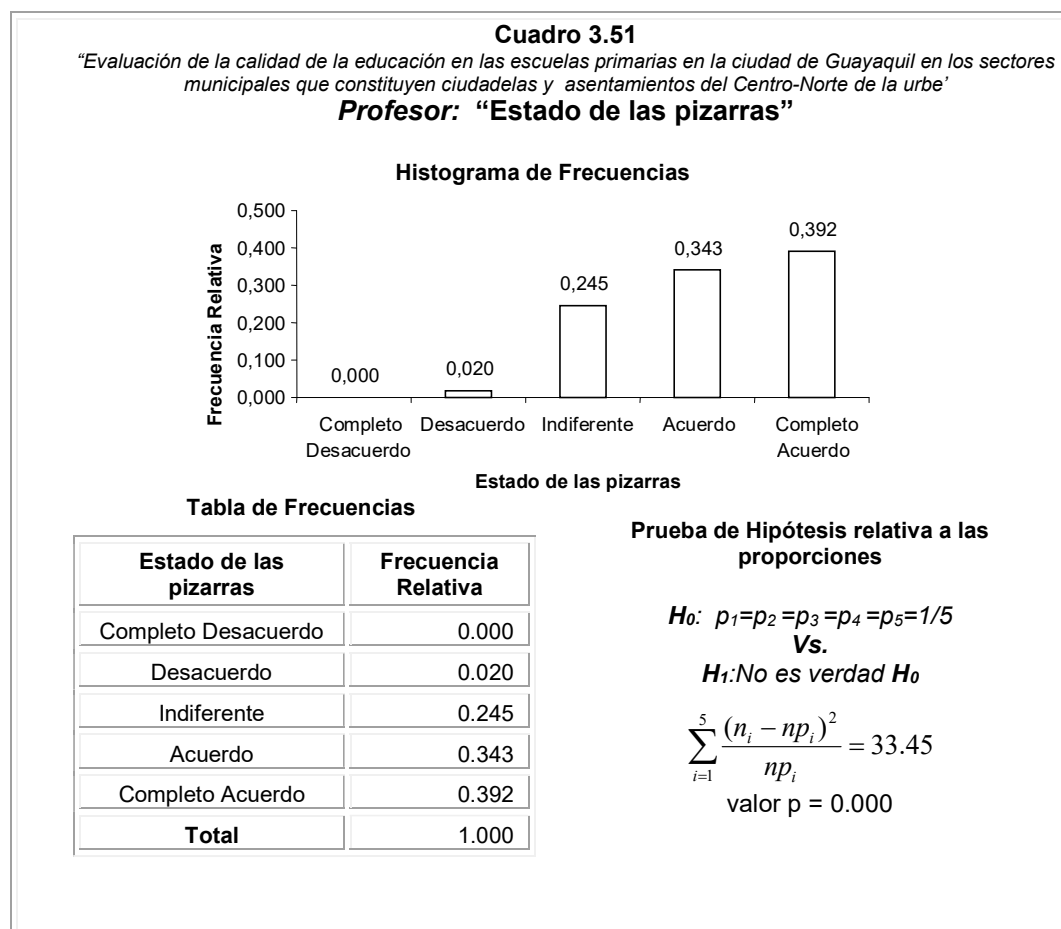 Cuadro 3.51
“Evaluación de la calidad de la educación en las escuelas primarias en la ciudad de Guayaquil en los sectores
municipales que constituyen ciudadelas y asentamientos del Centro-Norte de la urbe’
Profesor: “Estado de las pizarras”
Histograma de Frecuencias
Frecuencia Relativa
0,500
0,400
0,300
0,200
0,100
0,000
0,000
0,020
0,245
0,343
0,392
Completo
Desacuerdo
Desacuerdo
Indiferente
Acuerdo
Completo
Acuerdo
Estado de las pizarras
Tabla de Frecuencias
Estado de las
pizarras
Frecuencia
Relativa
Completo Desacuerdo 0.000
Desacuerdo 0.020
Indiferente 0.245
Acuerdo 0.343
Completo Acuerdo 0.392
Total 1.000
Prueba de Hipótesis relativa a las
proporciones
H₀: p₁=p₂=p₃=p₄=p₅=1/5
Vs.
H₁:No es verdad H₀
∑ᵢ₌₁⁵ (nᵢ − npᵢ)² / npᵢ = 33.45
valor p = 0.000